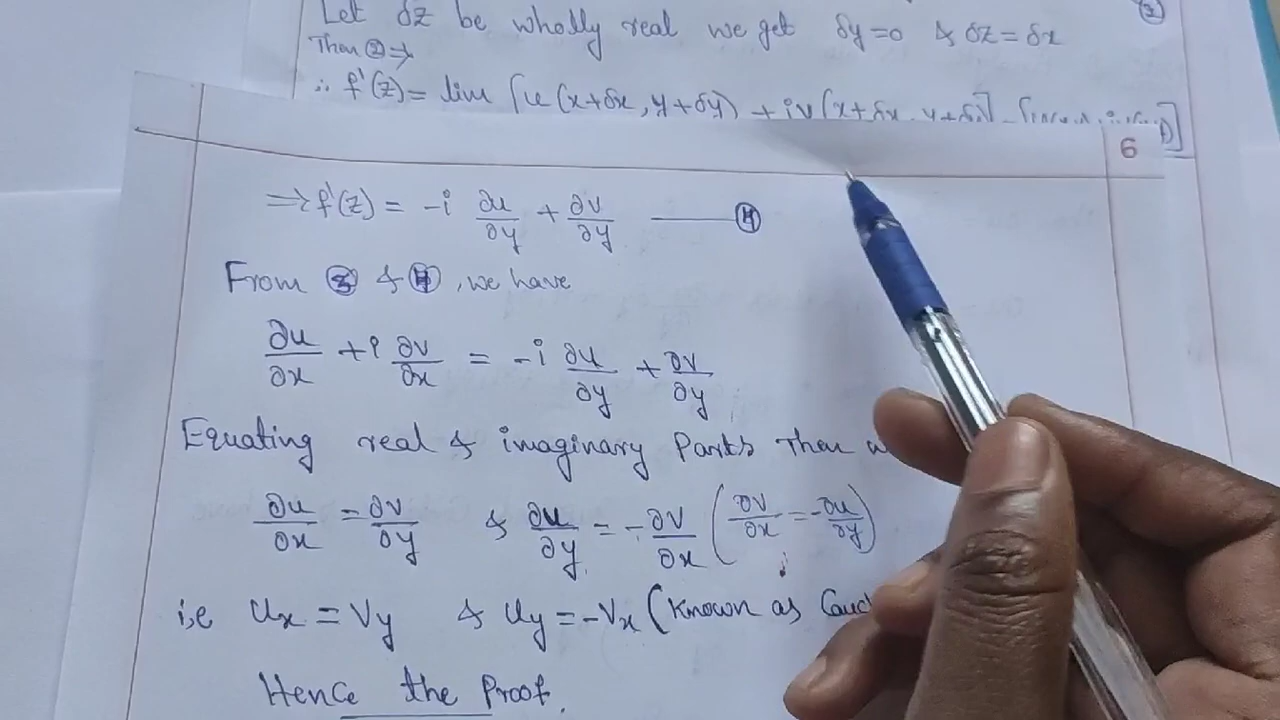 Let δz be wholly real we get δy=0 & δz=δx
(2)
Then ② ⇒
∴ f'(z) = lim [u(x+δx, y+δy) + iv(x+δx, y+δy]
6
⇒ f'(z) = -i ∂u/∂y + ∂v/∂y —— ④
From ③ & ④, we have
∂u/∂x + i ∂v/∂x = -i ∂u/∂y + ∂v/∂y
Equating real & imaginary Parts Then
∂u/∂x = ∂v/∂y & ∂u/∂y = -∂v/∂x (∂v/∂x = -∂u/∂y)
i,e Ux = Vy & Uy = -Vx (Known as
Hence the Proof.